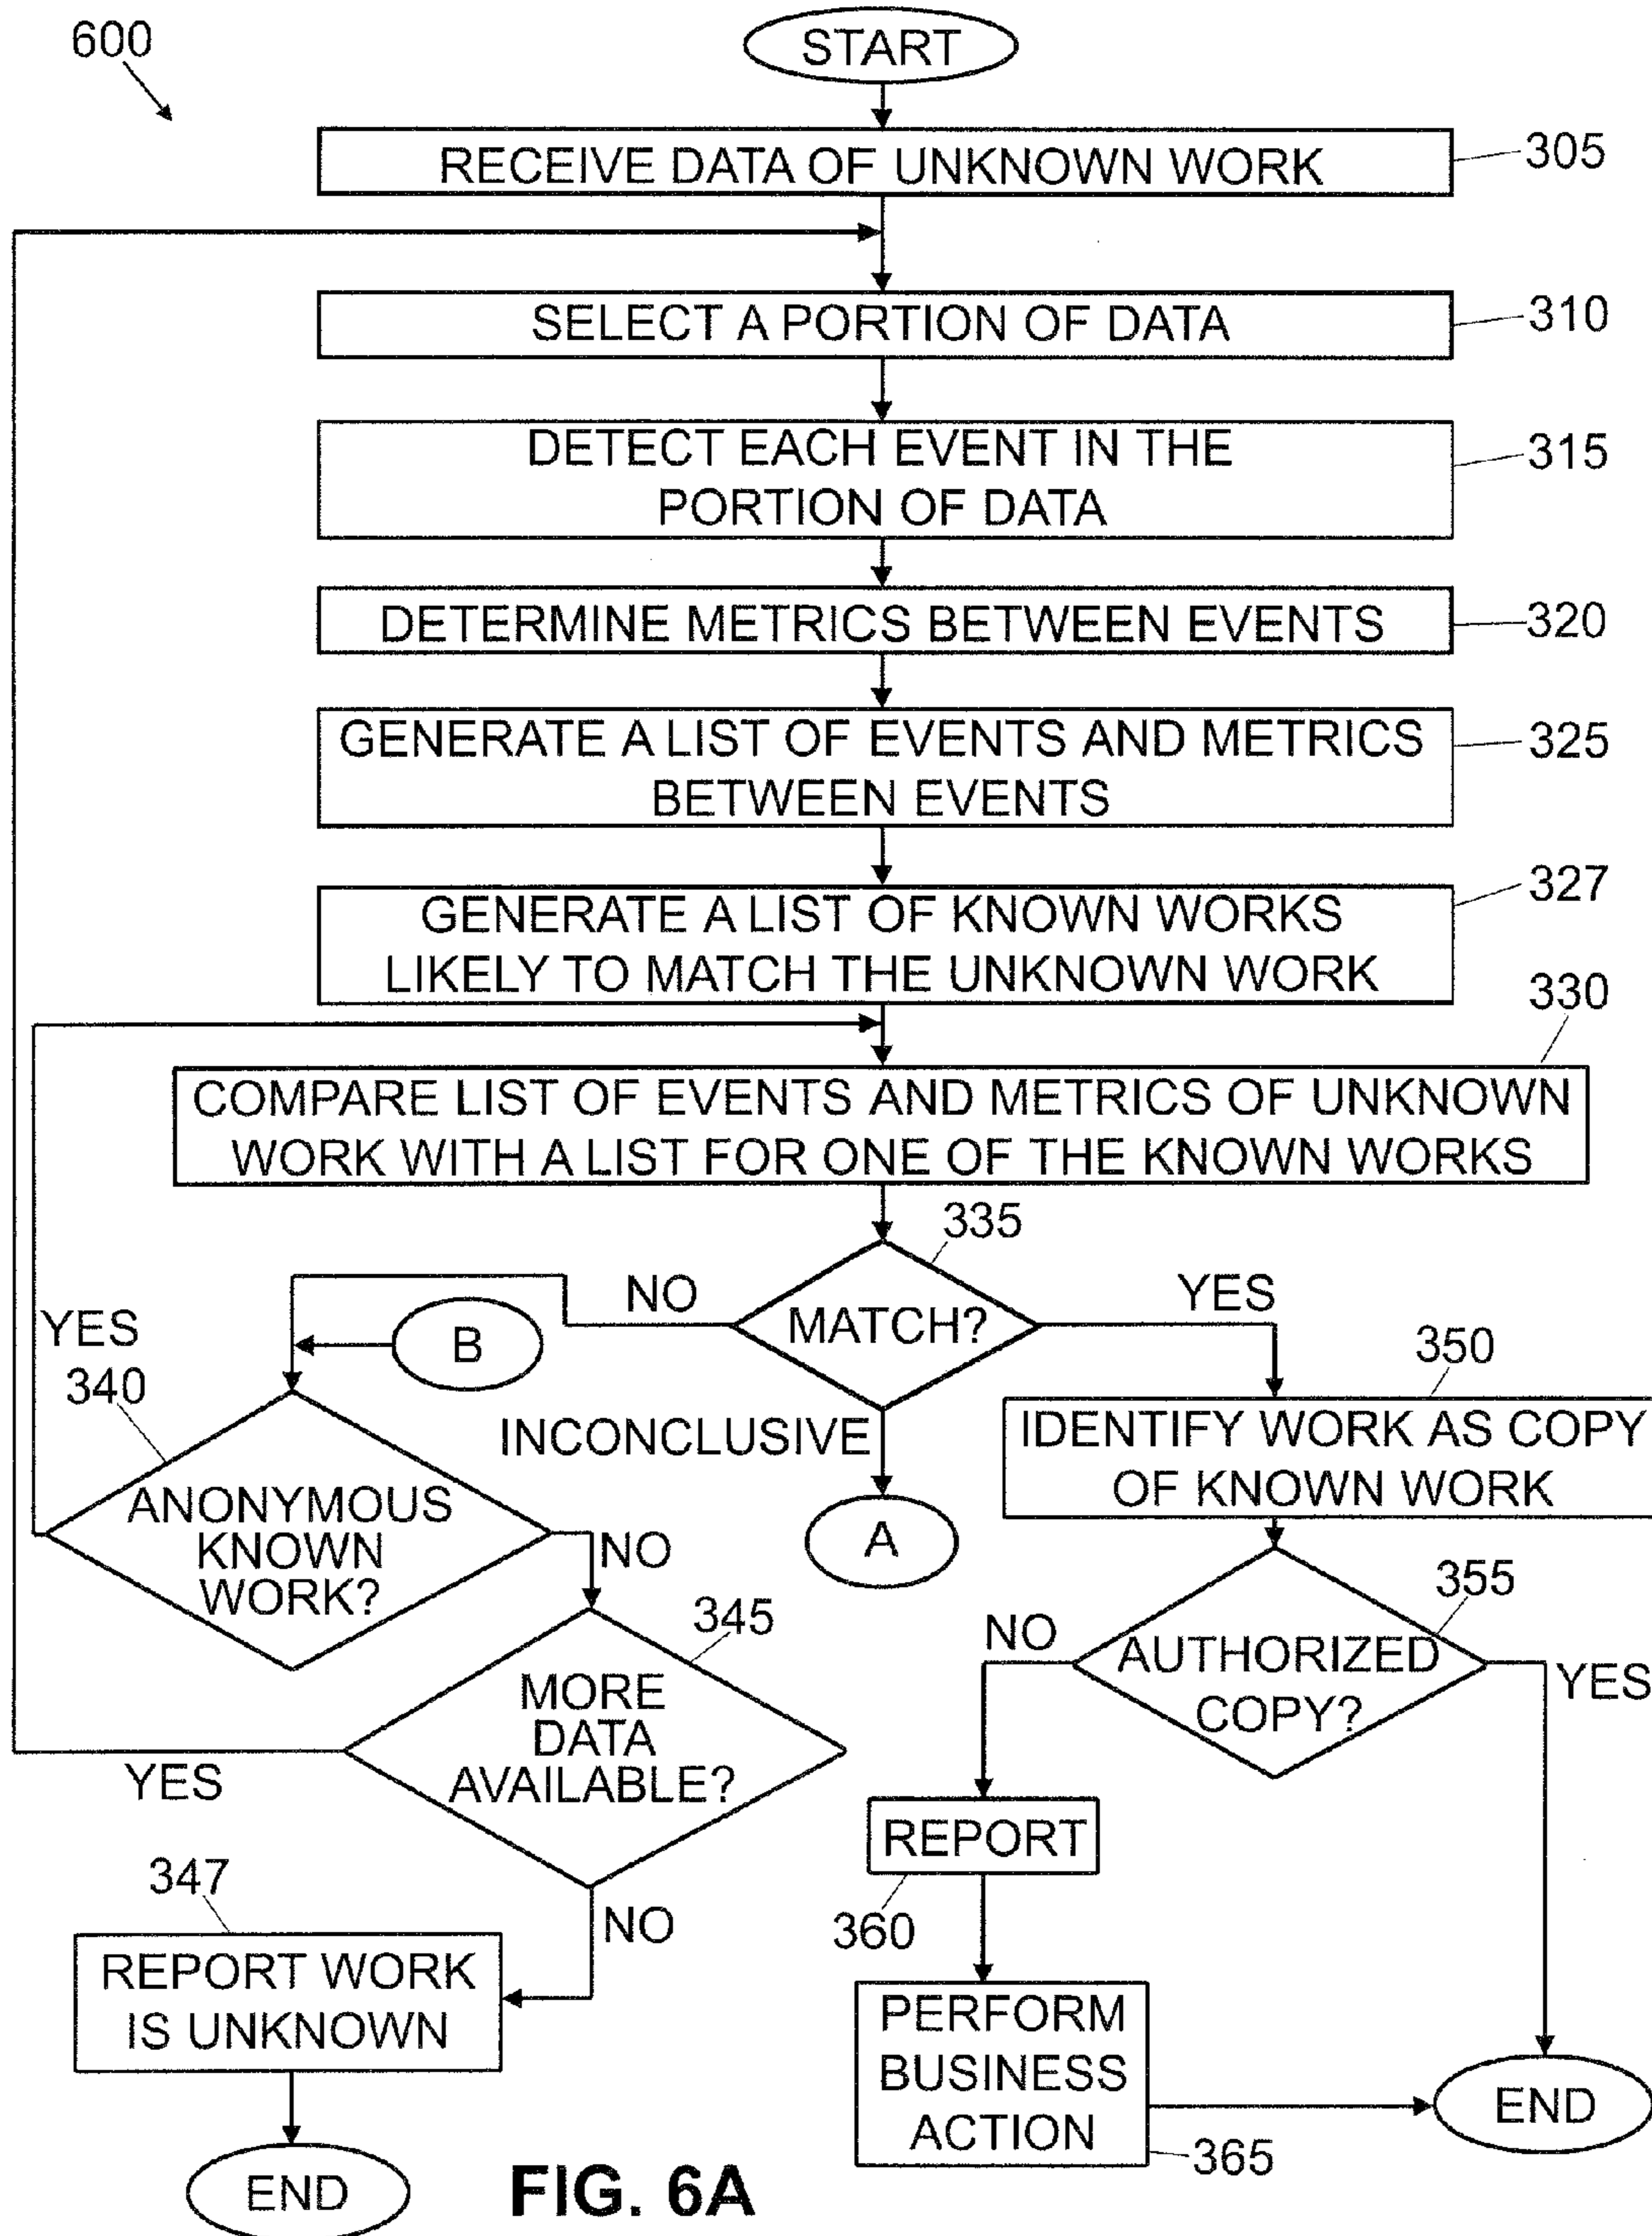 600
START
RECEIVE DATA OF UNKNOWN WORK
305
SELECT A PORTION OF DATA
310
DETECT EACH EVENT IN THE
PORTION OF DATA
315
DETERMINE METRICS BETWEEN EVENTS
320
GENERATE A LIST OF EVENTS AND METRICS
BETWEEN EVENTS
325
GENERATE A LIST OF KNOWN WORKS
LIKELY TO MATCH THE UNKNOWN WORK
327
330
COMPARE LIST OF EVENTS AND METRICS OF UNKNOWN
WORK WITH A LIST FOR ONE OF THE KNOWN WORKS
335
MATCH?
NO
YES
INCONCLUSIVE
A
B
YES
340
ANONYMOUS
KNOWN
WORK?
NO
345
MORE
DATA
AVAILABLE?
YES
NO
347
REPORT WORK
IS UNKNOWN
END
350
IDENTIFY WORK AS COPY
OF KNOWN WORK
355
AUTHORIZED
COPY?
NO
YES
REPORT
360
PERFORM
BUSINESS
ACTION
365
END
FIG. 6A